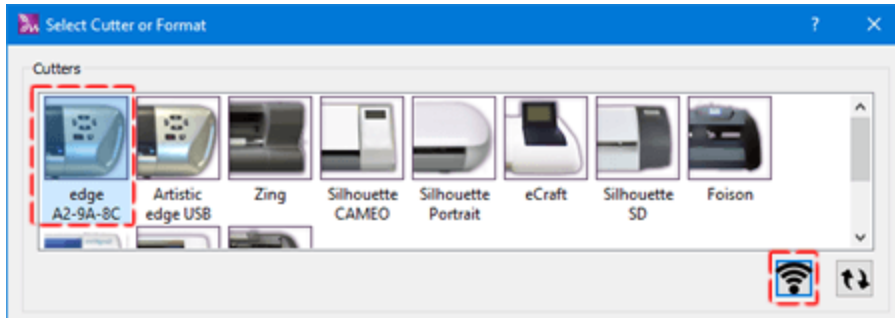 Select Cutter or Format
?
Cutters
edge Artistic Zing Silhouette Silhouette eCraft Silhouette Foison
A2-9A-8C edge USB CAMEO Portrait SD